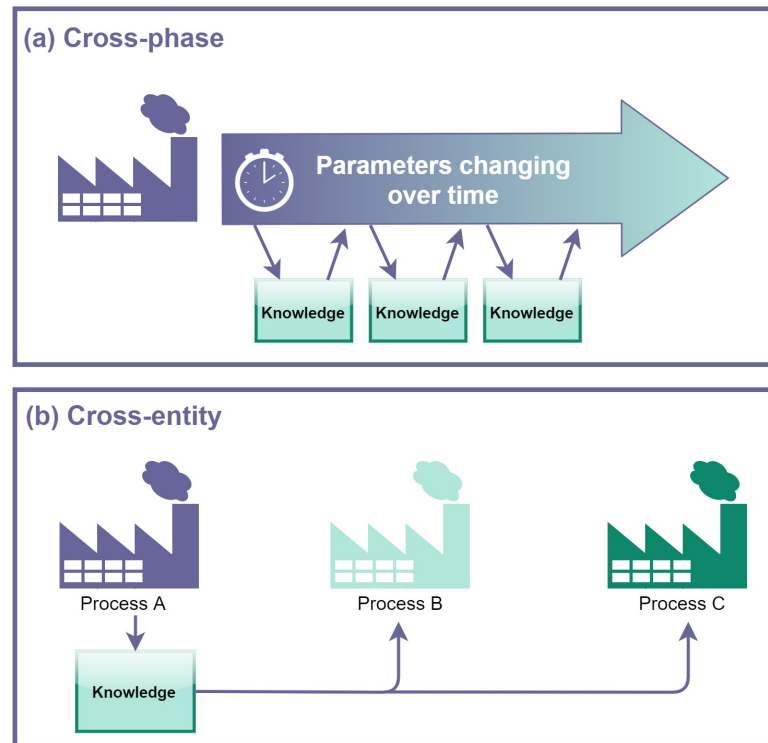 (a) Cross-phase
Parameters changing
over time
Knowledge
Knowledge
Knowledge
(b) Cross-entity
Process A
Process B
Process C
Knowledge